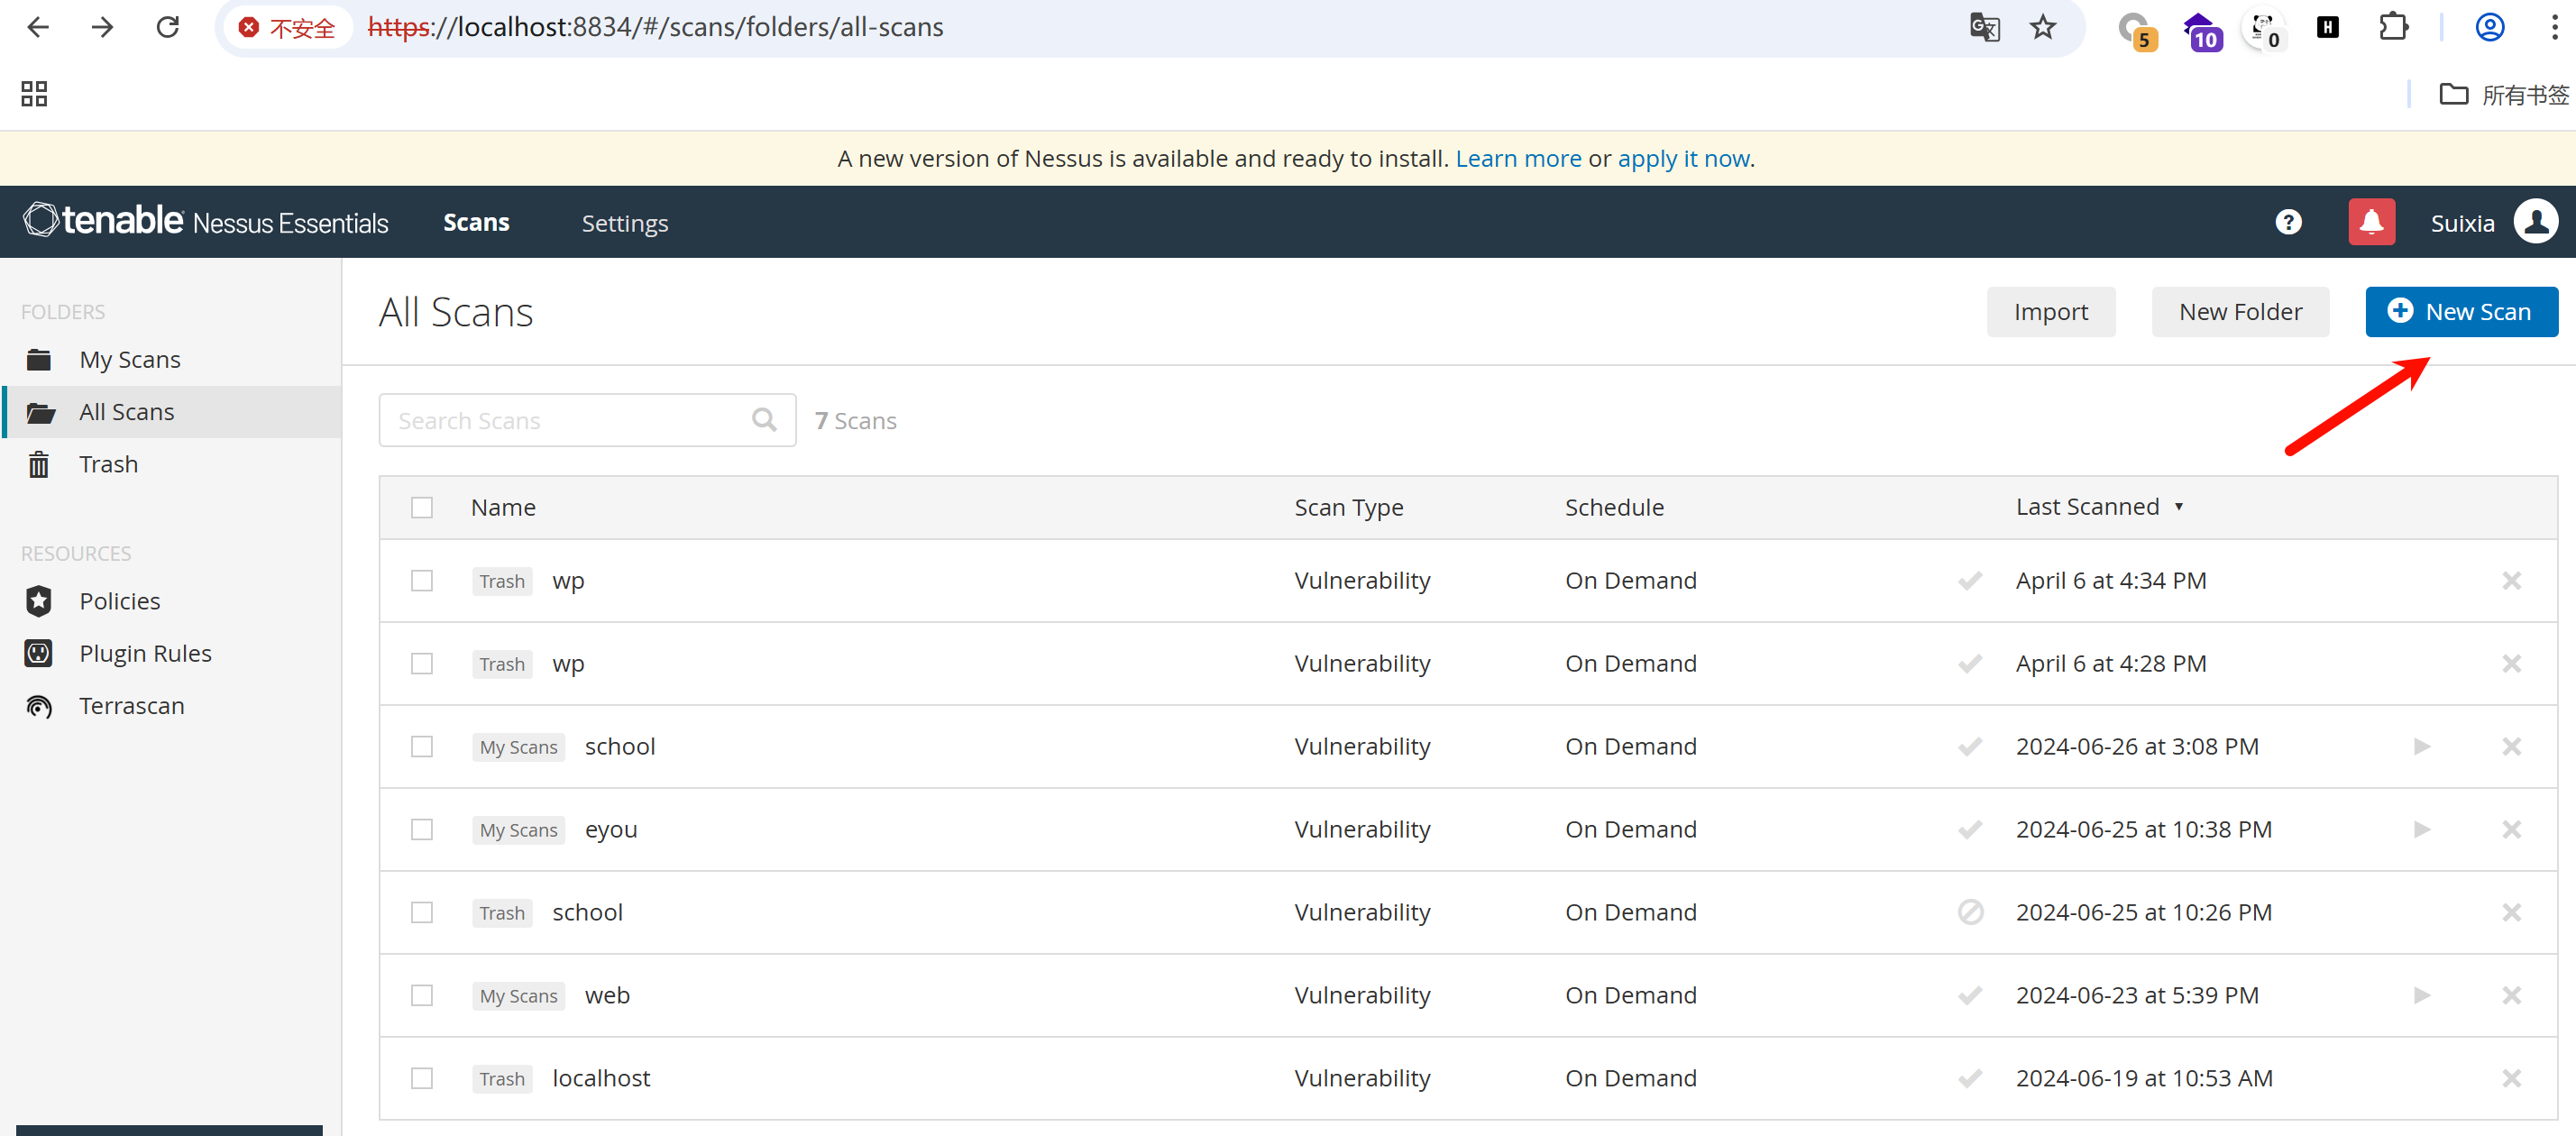 不安全 https://localhost:8834/#/scans/folders/all-scans 5 10 0 H
所有书签
A new version of Nessus is available and ready to install. Learn more or apply it now.
tenable Nessus Essentials Scans Settings ? Suixia
FOLDERS
My Scans
All Scans
Trash
RESOURCES
Policies
Plugin Rules
Terrascan
All Scans Import New Folder New Scan
Search Scans 7 Scans
Name Scan Type Schedule Last Scanned
Trash wp Vulnerability On Demand April 6 at 4:34 PM
Trash wp Vulnerability On Demand April 6 at 4:28 PM
My Scans school Vulnerability On Demand 2024-06-26 at 3:08 PM
My Scans eyou Vulnerability On Demand 2024-06-25 at 10:38 PM
Trash school Vulnerability On Demand 2024-06-25 at 10:26 PM
My Scans web Vulnerability On Demand 2024-06-23 at 5:39 PM
Trash localhost Vulnerability On Demand 2024-06-19 at 10:53 AM